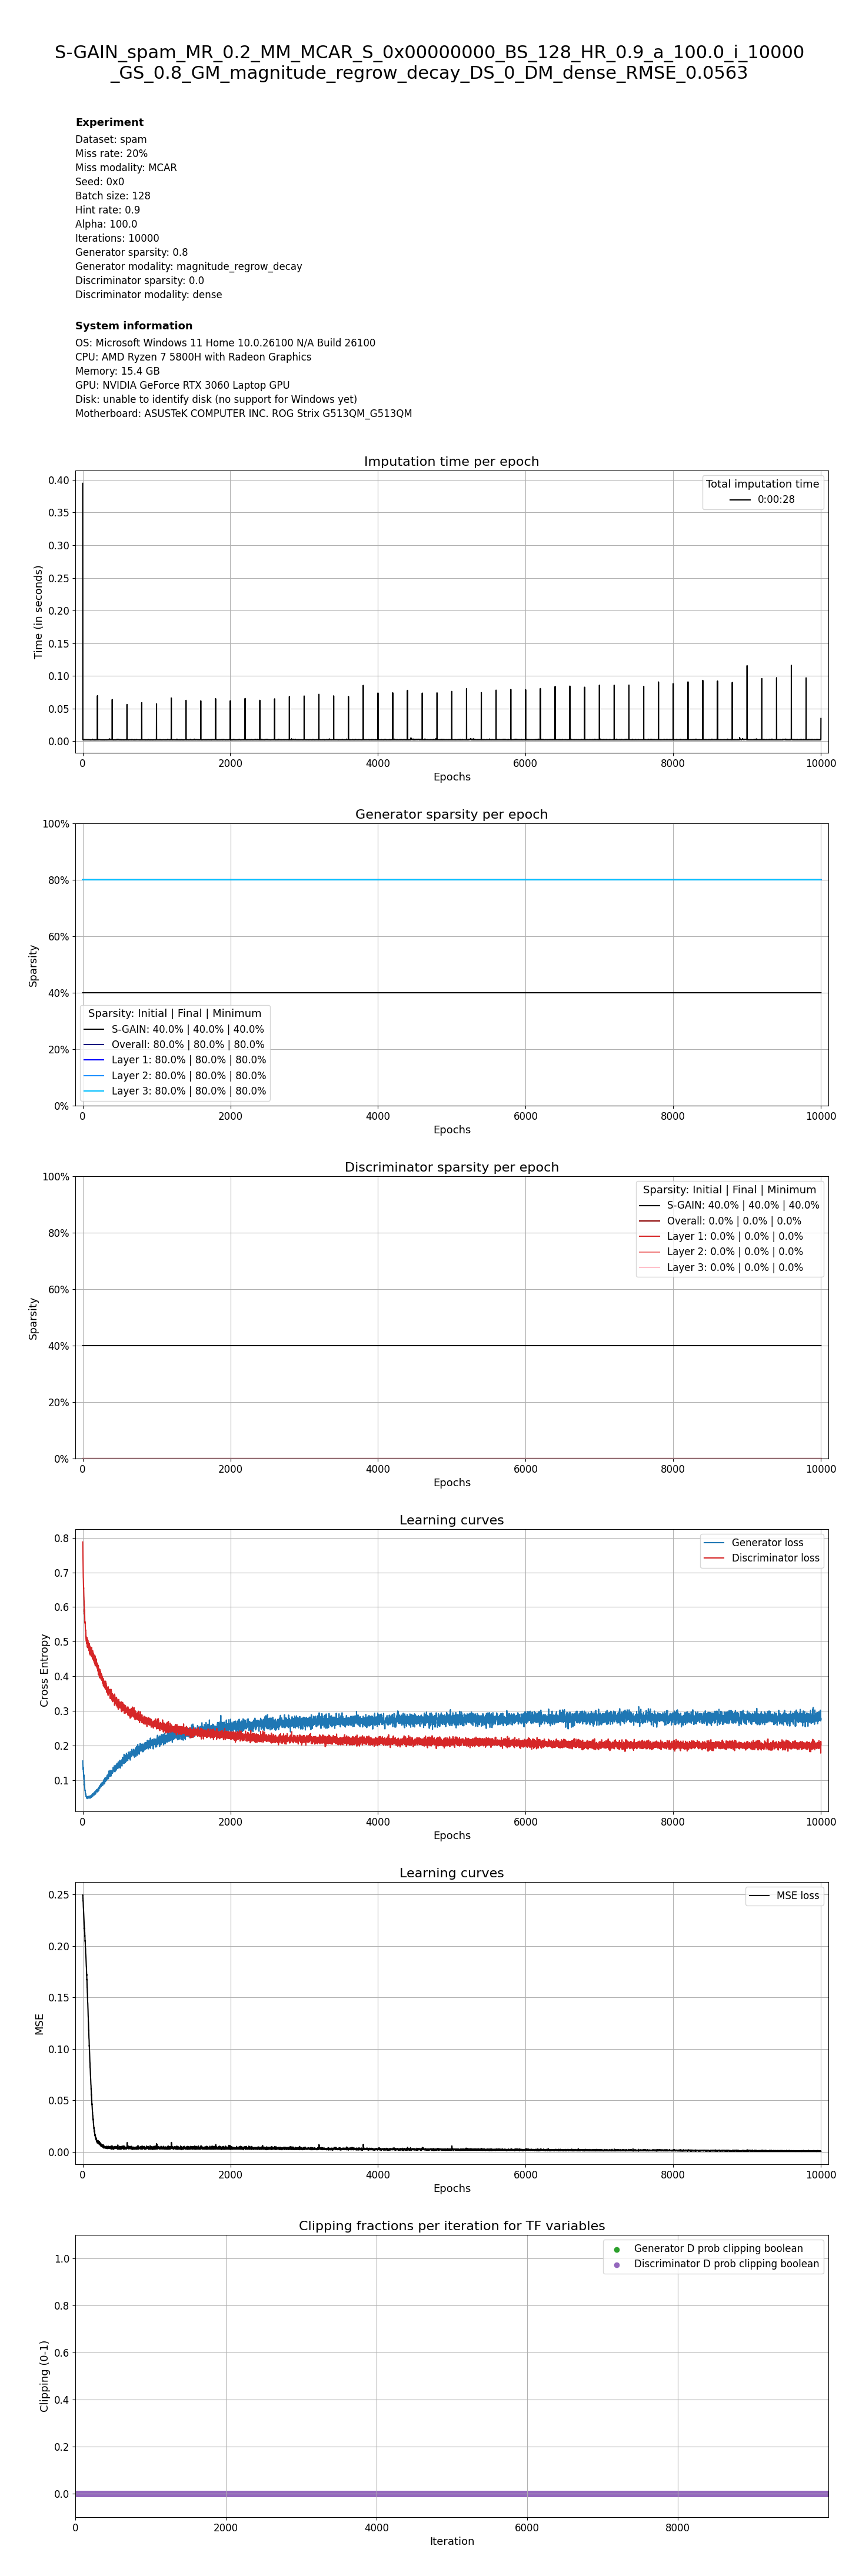 S-GAIN_spam_MR_0.2_MM_MCAR_S_0x00000000_BS_128_HR_0.9_a_100.0_i_10000
_GS_0.8_GM_magnitude_regrow_decay_DS_0_DM_dense_RMSE_0.0563
Experiment
Dataset: spam
Miss rate: 20%
Miss modality: MCAR
Seed: 0x0
Batch size: 128
Hint rate: 0.9
Alpha: 100.0
Iterations: 10000
Generator sparsity: 0.8
Generator modality: magnitude_regrow_decay
Discriminator sparsity: 0.0
Discriminator modality: dense
System information
OS: Microsoft Windows 11 Home 10.0.26100 N/A Build 26100
CPU: AMD Ryzen 7 5800H with Radeon Graphics
Memory: 15.4 GB
GPU: NVIDIA GeForce RTX 3060 Laptop GPU
Disk: unable to identify disk (no support for Windows yet)
Motherboard: ASUSTeK COMPUTER INC. ROG Strix G513QM_G513QM
Imputation time per epoch
Total imputation time
0:00:28
0.40
0.35
0.30
0.25
0.20
0.15
0.10
0.05
0.00
Time (in seconds)
0 2000 4000 6000 8000 10000
Epochs
Generator sparsity per epoch
100%
80%
60%
40%
20%
0%
Sparsity
Sparsity: Initial | Final | Minimum
S-GAIN: 40.0% | 40.0% | 40.0%
Overall: 80.0% | 80.0% | 80.0%
Layer 1: 80.0% | 80.0% | 80.0%
Layer 2: 80.0% | 80.0% | 80.0%
Layer 3: 80.0% | 80.0% | 80.0%
0 2000 4000 6000 8000 10000
Epochs
Discriminator sparsity per epoch
100%
80%
60%
40%
20%
0%
Sparsity
Sparsity: Initial | Final | Minimum
S-GAIN: 40.0% | 40.0% | 40.0%
Overall: 0.0% | 0.0% | 0.0%
Layer 1: 0.0% | 0.0% | 0.0%
Layer 2: 0.0% | 0.0% | 0.0%
Layer 3: 0.0% | 0.0% | 0.0%
0 2000 4000 6000 8000 10000
Epochs
Learning curves
0.8
0.7
0.6
0.5
0.4
0.3
0.2
0.1
Cross Entropy
Generator loss
Discriminator loss
0 2000 4000 6000 8000 10000
Epochs
Learning curves
0.25
0.20
0.15
0.10
0.05
0.00
MSE
MSE loss
0 2000 4000 6000 8000 10000
Epochs
Clipping fractions per iteration for TF variables
1.0
0.8
0.6
0.4
0.2
0.0
Clipping (0-1)
Generator D prob clipping boolean
Discriminator D prob clipping boolean
0 2000 4000 6000 8000
Iteration